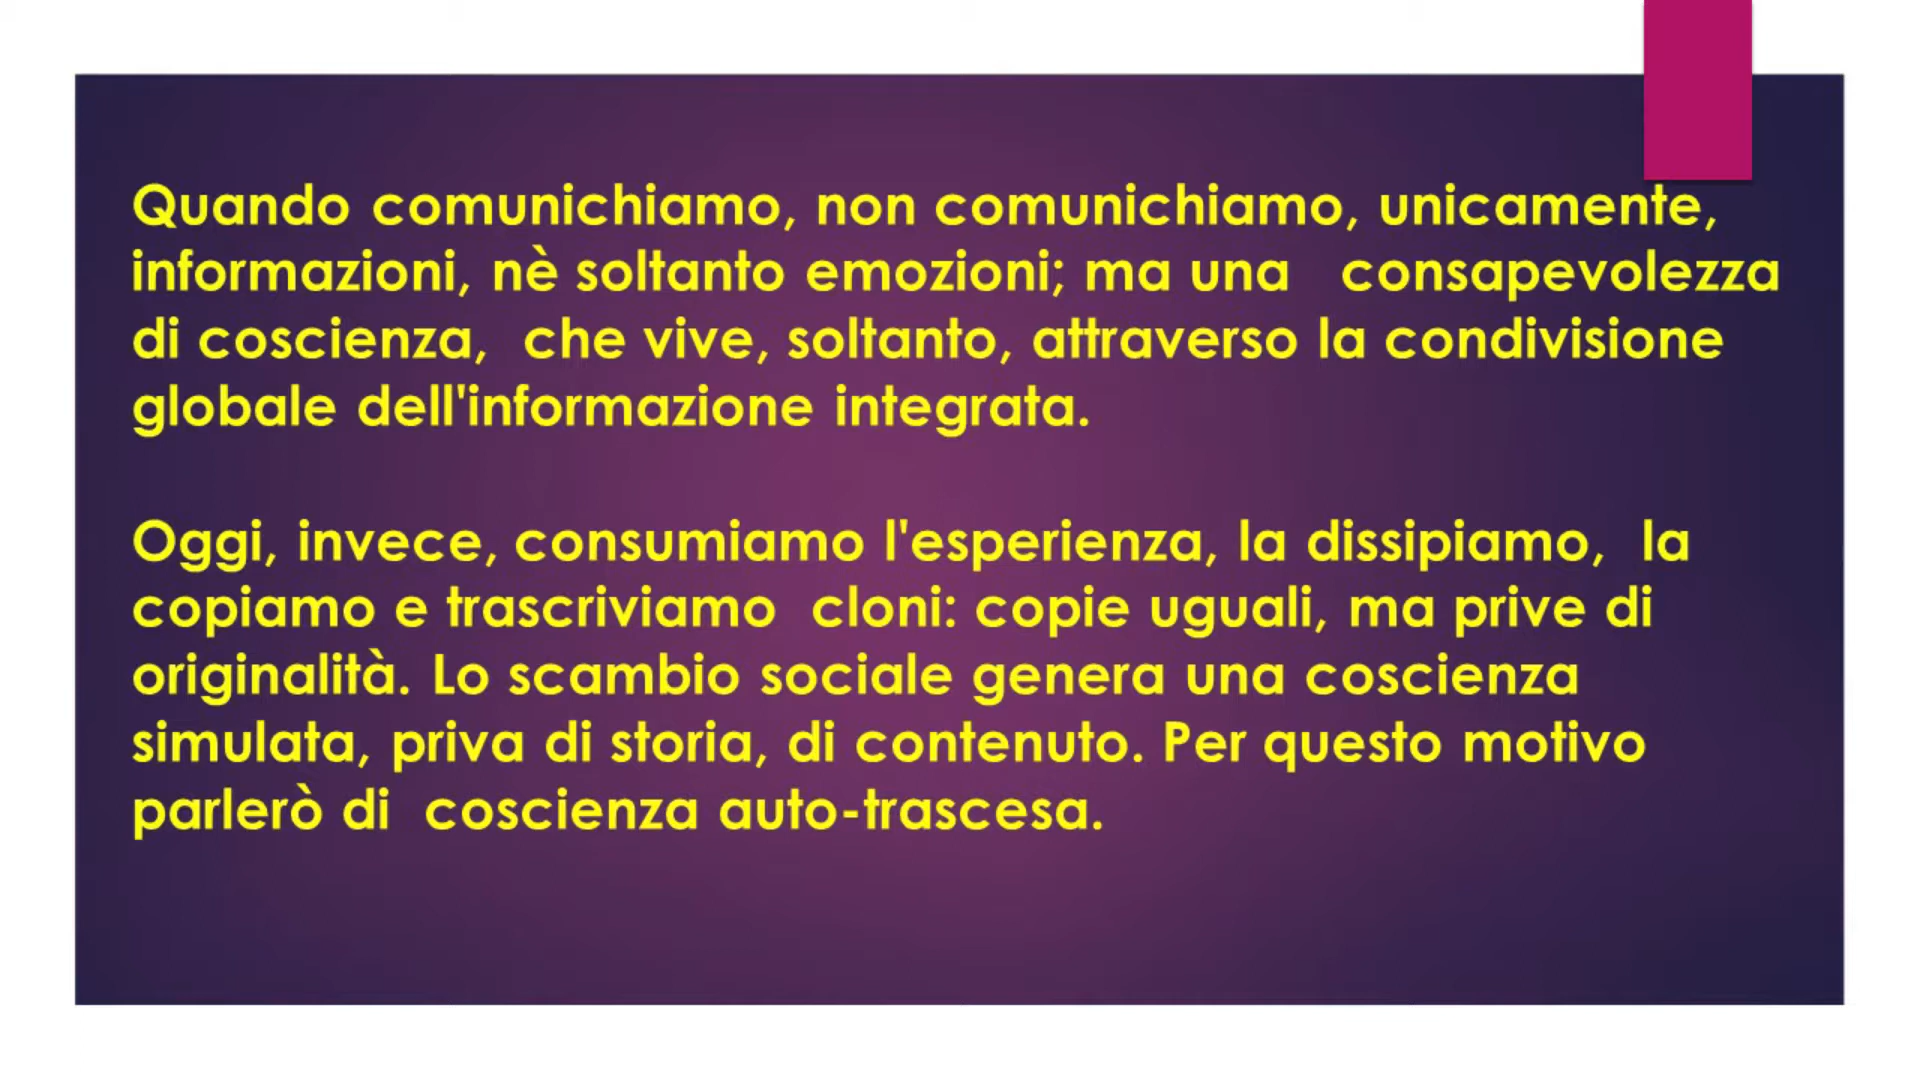 Quando comunichiamo, non comunichiamo, unicamente,
informazioni, nè soltanto emozioni; ma una consapevolezza
di coscienza, che vive, soltanto, attraverso la condivisione
globale dell'informazione integrata.
Oggi, invece, consumiamo l'esperienza, la dissipiamo, la
copiamo e trascriviamo cloni: copie uguali, ma prive di
originalità. Lo scambio sociale genera una coscienza
simulata, priva di storia, di contenuto. Per questo motivo
parlerò di coscienza auto-trascesa.